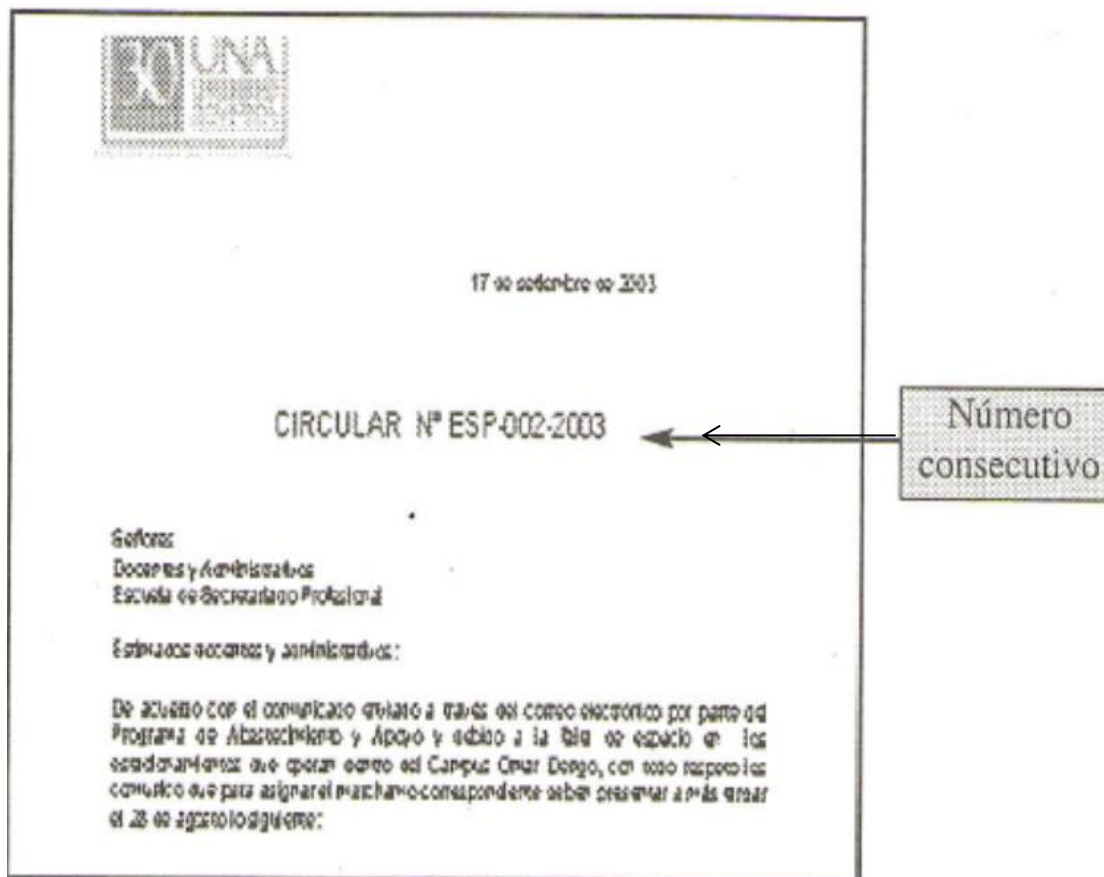 30 UNA
17 de setiembre de 2003
CIRCULAR Nº ESP-002-2003
Número
consecutivo
Señores
Docentes y Administrativos
Escuela de Secretariado Profesional
Estimados docentes y administrativos:
De acuerdo con el comunicado enviado a través del correo electrónico por parte del
Programa de Abastecimiento y Apoyo y debido a la falta de espacio en los
estacionamientos que operan dentro del Campus Omar Dengo, con todo respeto les
comunico que para asignar el marchamo correspondiente deben presentar a más tardar
el 28 de agosto lo siguiente: